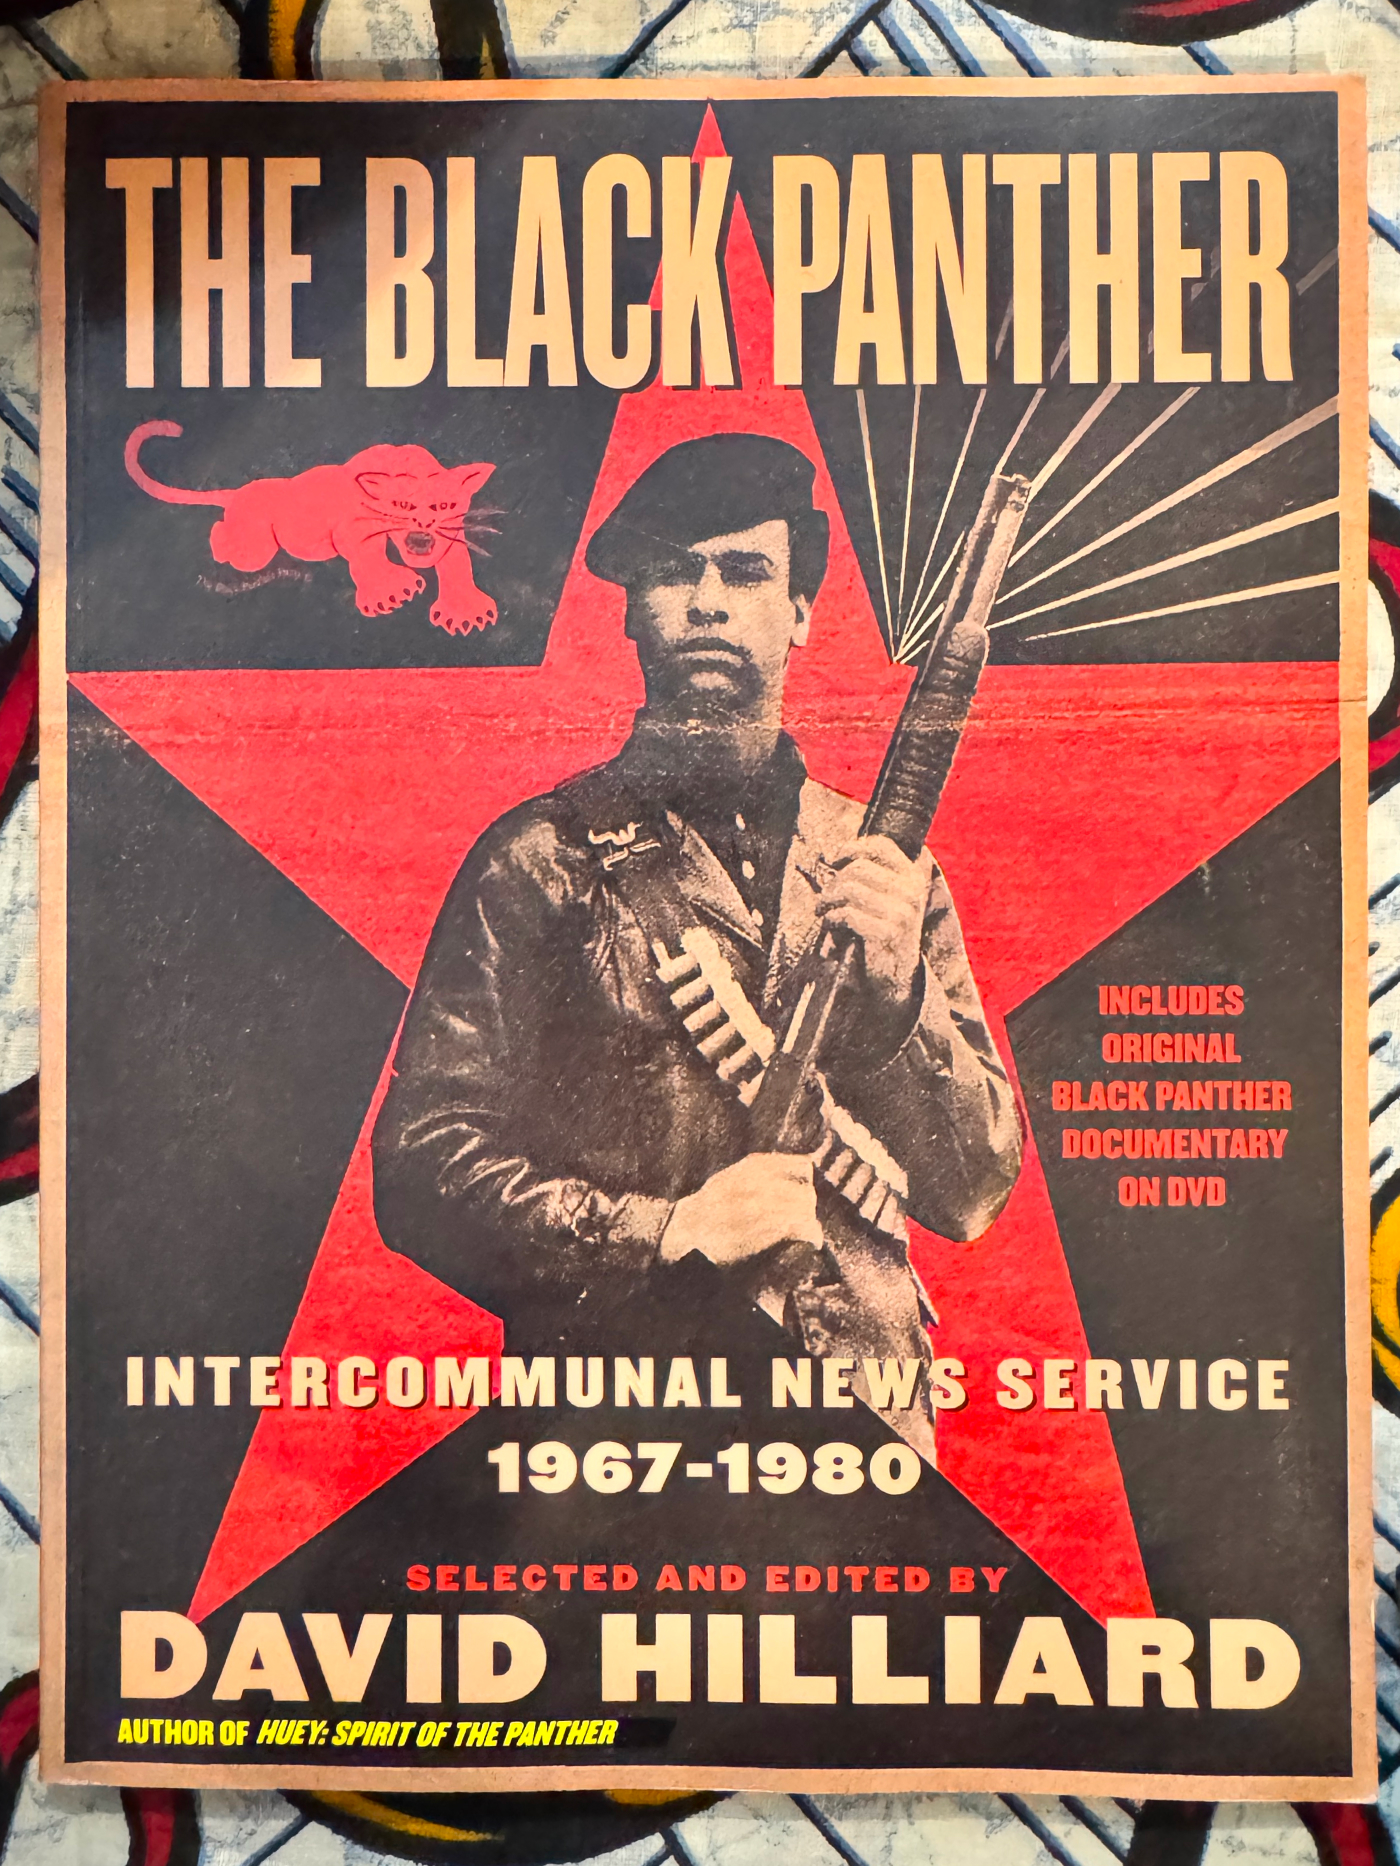 THE BLACK PANTHER
INCLUDES
ORIGINAL
BLACK PANTHER
DOCUMENTARY
ON DVD
INTERCOMMUNAL NEWS SERVICE
1967-1980
SELECTED AND EDITED BY
DAVID HILLIARD
AUTHOR OF HUEY: SPIRIT OF THE PANTHER